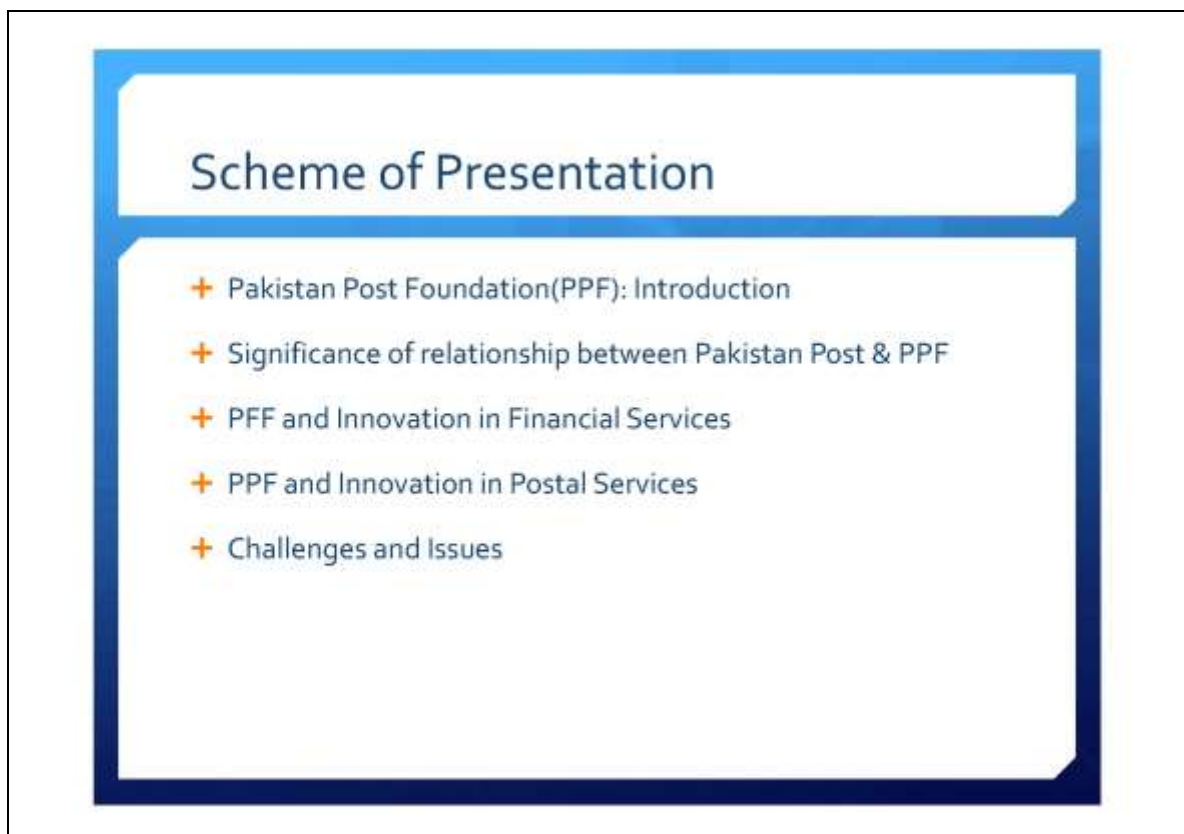 Scheme of Presentation
+ Pakistan Post Foundation(PPF): Introduction
+ Significance of relationship between Pakistan Post & PPF
+ PFF and Innovation in Financial Services
+ PPF and Innovation in Postal Services
+ Challenges and Issues